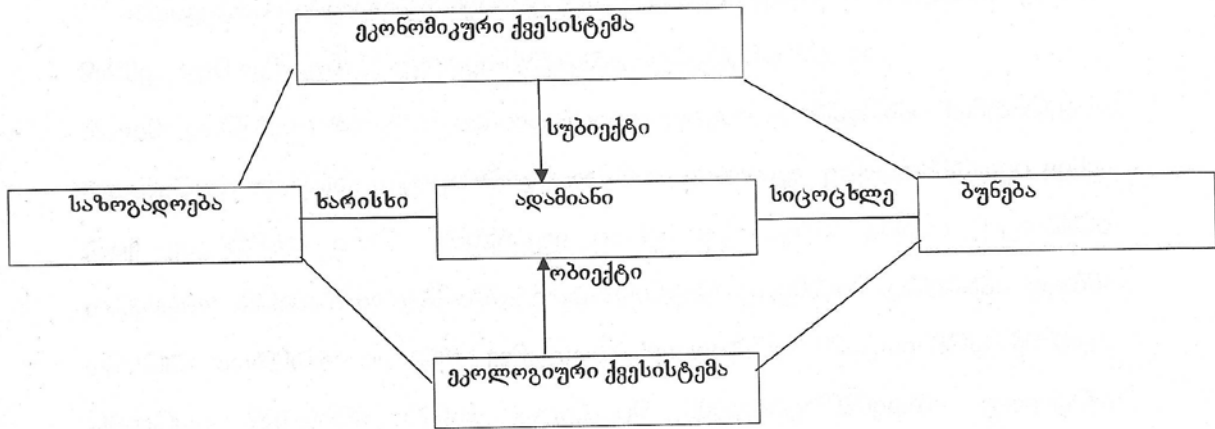 ეკონომიკური ქვესისტემა
სუბიექტი
საზოგადოება
ხარისხი
ადამიანი
სიცოცხლე
ბუნება
ობიექტი
ეკოლოგიური ქვესისტემა